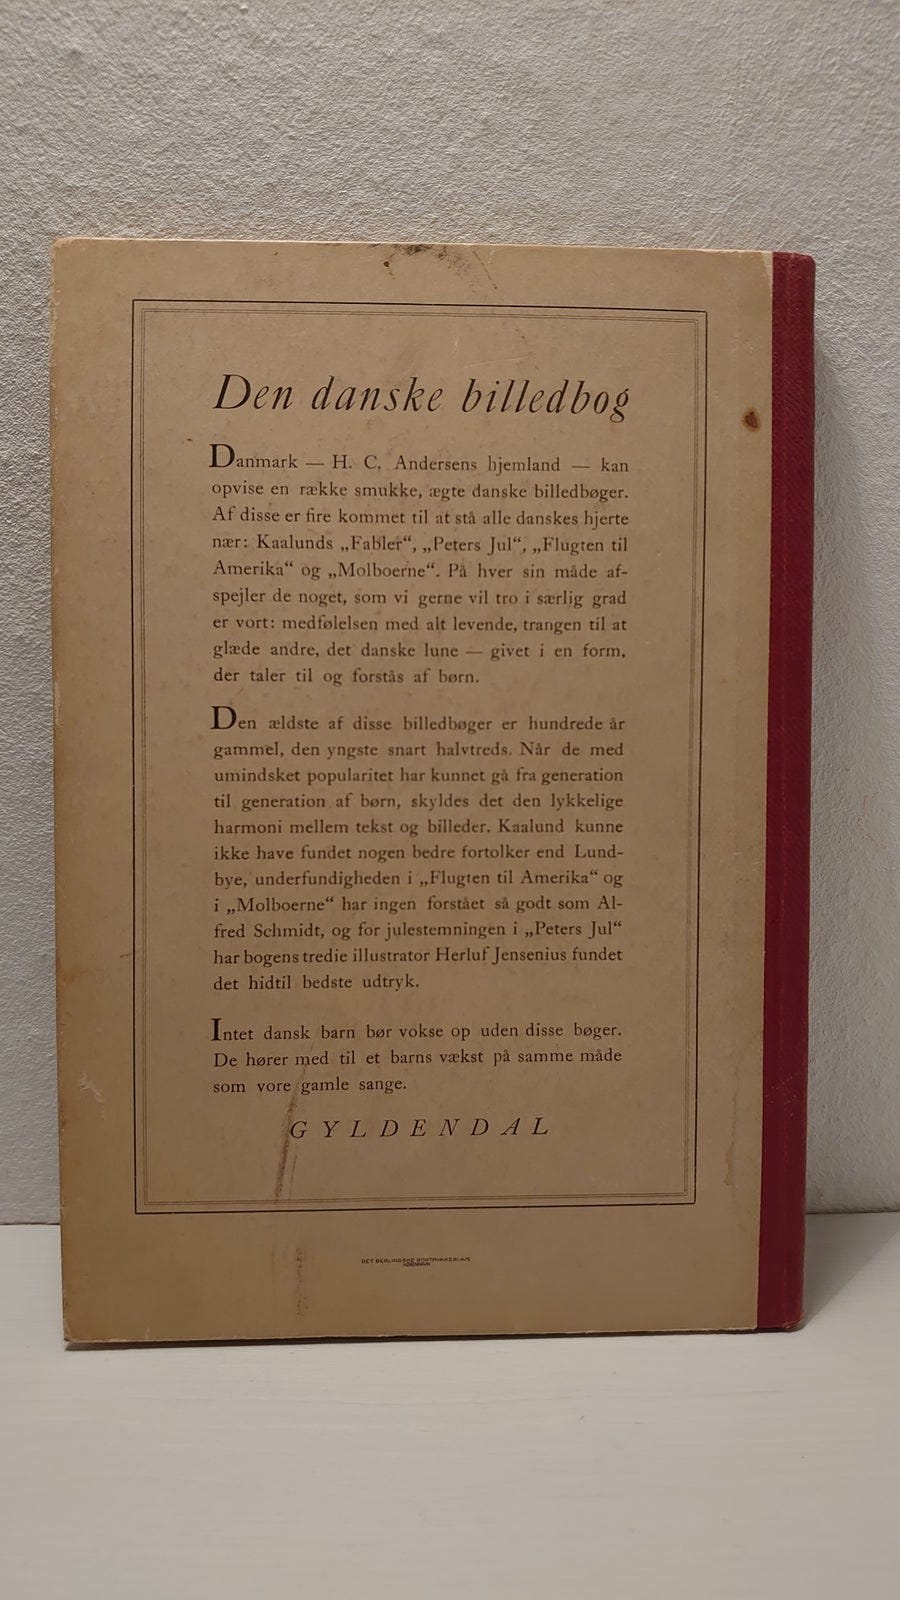 Den danske billedbog
Danmark — H. C. Andersens hjemland — kan
opvise en række smukke, ægte danske billedbøger.
Af disse er fire kommet til at stå alle danskes hjerte
nær: Kaalunds „Fabler“, „Peters Jul“, „Flugten til
Amerika“ og „Molboerne“. På hver sin måde af-
spejler de noget, som vi gerne vil tro i særlig grad
er vort: medfølelsen med alt levende, trangen til at
glæde andre, det danske lune — givet i en form,
der taler til og forstås af børn.
Den ældste af disse billedbøger er hundrede år
gammel, den yngste snart halvtreds. Når de med
umindsket popularitet har kunnet gå fra generation
til generation af børn, skyldes det den lykkelige
harmoni mellem tekst og billeder. Kaalund kunne
ikke have fundet nogen bedre fortolker end Lund-
bye, underfundigheden i „Flugten til Amerika“ og
i „Molboerne“ har ingen forstået så godt som Al-
fred Schmidt, og for julestemningen i „Peters Jul“
har bogens tredie illustrator Herluf Jensenius fundet
det hidtil bedste udtryk.
Intet dansk barn bør vokse op uden disse bøger.
De hører med til et barns vækst på samme måde
som vore gamle sange.
GYLDENDAL
DET BERLINGSKE BOGTRYKKERI A/S
KØBENHAVN